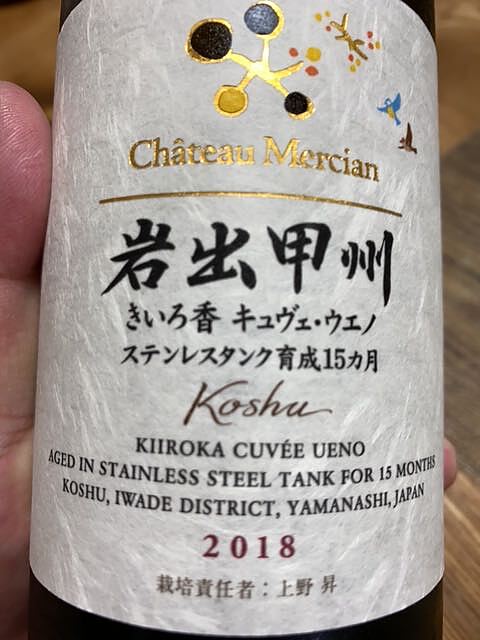 Château Mercian
岩出甲州
きいろ香 キュヴェ・ウエノ
ステンレスタンク育成15カ月
Koshu
KIIROKA CUVÉE UENO
AGED IN STAINLESS STEEL TANK FOR 15 MONTHS
KOSHU, IWADE DISTRICT, YAMANASHI, JAPAN
2018
栽培責任者：上野 昇